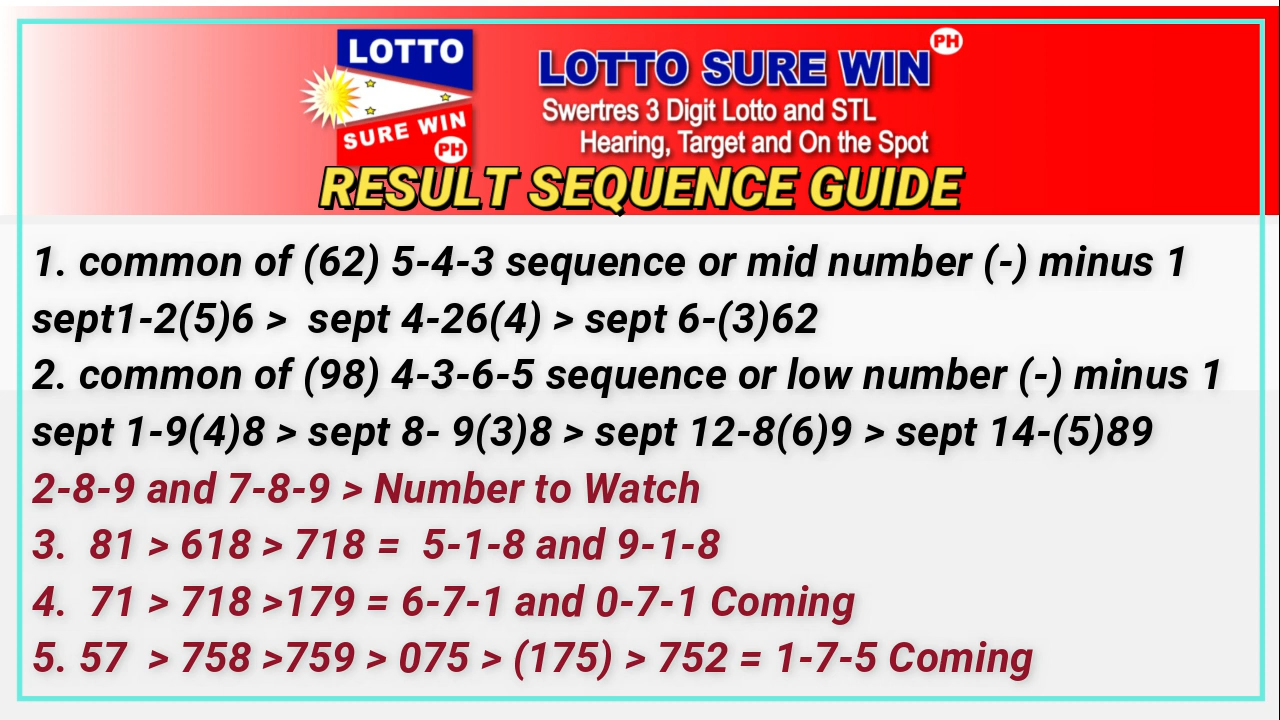 LOTTO
SURE WIN
PH
LOTTO SURE WIN PH
Swertres 3 Digit Lotto and STL
Hearing, Target and On the Spot
RESULT SEQUENCE GUIDE
1. common of (62) 5-4-3 sequence or mid number (-) minus 1
sept1-2(5)6 > sept 4-26(4) > sept 6-(3)62
2. common of (98) 4-3-6-5 sequence or low number (-) minus 1
sept 1-9(4)8 > sept 8- 9(3)8 > sept 12-8(6)9 > sept 14-(5)89
2-8-9 and 7-8-9 > Number to Watch
3. 81 > 618 > 718 = 5-1-8 and 9-1-8
4. 71 > 718 >179 = 6-7-1 and 0-7-1 Coming
5. 57 > 758 >759 > 075 > (175) > 752 = 1-7-5 Coming